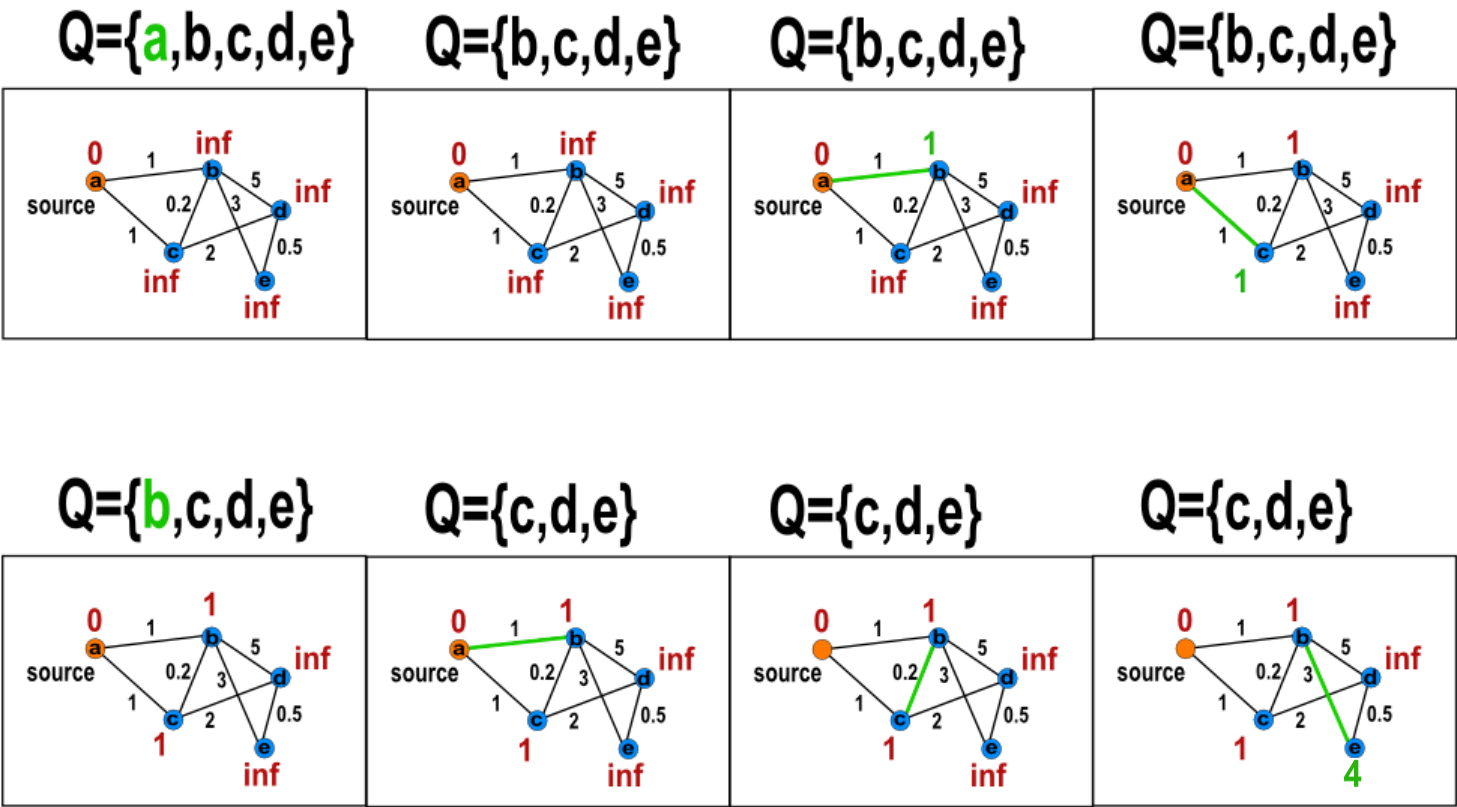 Q={a,b,c,d,e} Q={b,c,d,e} Q={b,c,d,e} Q={b,c,d,e}
0 1 inf a b 5 inf source 0.2 3 d 1 c 2 0.5 e inf inf
0 1 inf a b 5 inf source 0.2 3 d 1 c 2 0.5 e inf inf
0 1 1 a b 5 inf source 0.2 3 d 1 c 2 0.5 e inf inf
0 1 1 a b 5 inf source 0.2 3 d 1 c 2 0.5 e 1 inf
Q={b,c,d,e} Q={c,d,e} Q={c,d,e} Q={c,d,e}
0 1 1 a b 5 inf source 0.2 3 d 1 c 2 0.5 e 1 inf
0 1 1 a b 5 inf source 0.2 3 d 1 c 2 0.5 e 1 inf
0 1 1 b 5 inf source 0.2 3 d 1 c 2 0.5 e 1 inf
0 1 1 b 5 inf source 0.2 3 d 1 c 2 0.5 e 1 4